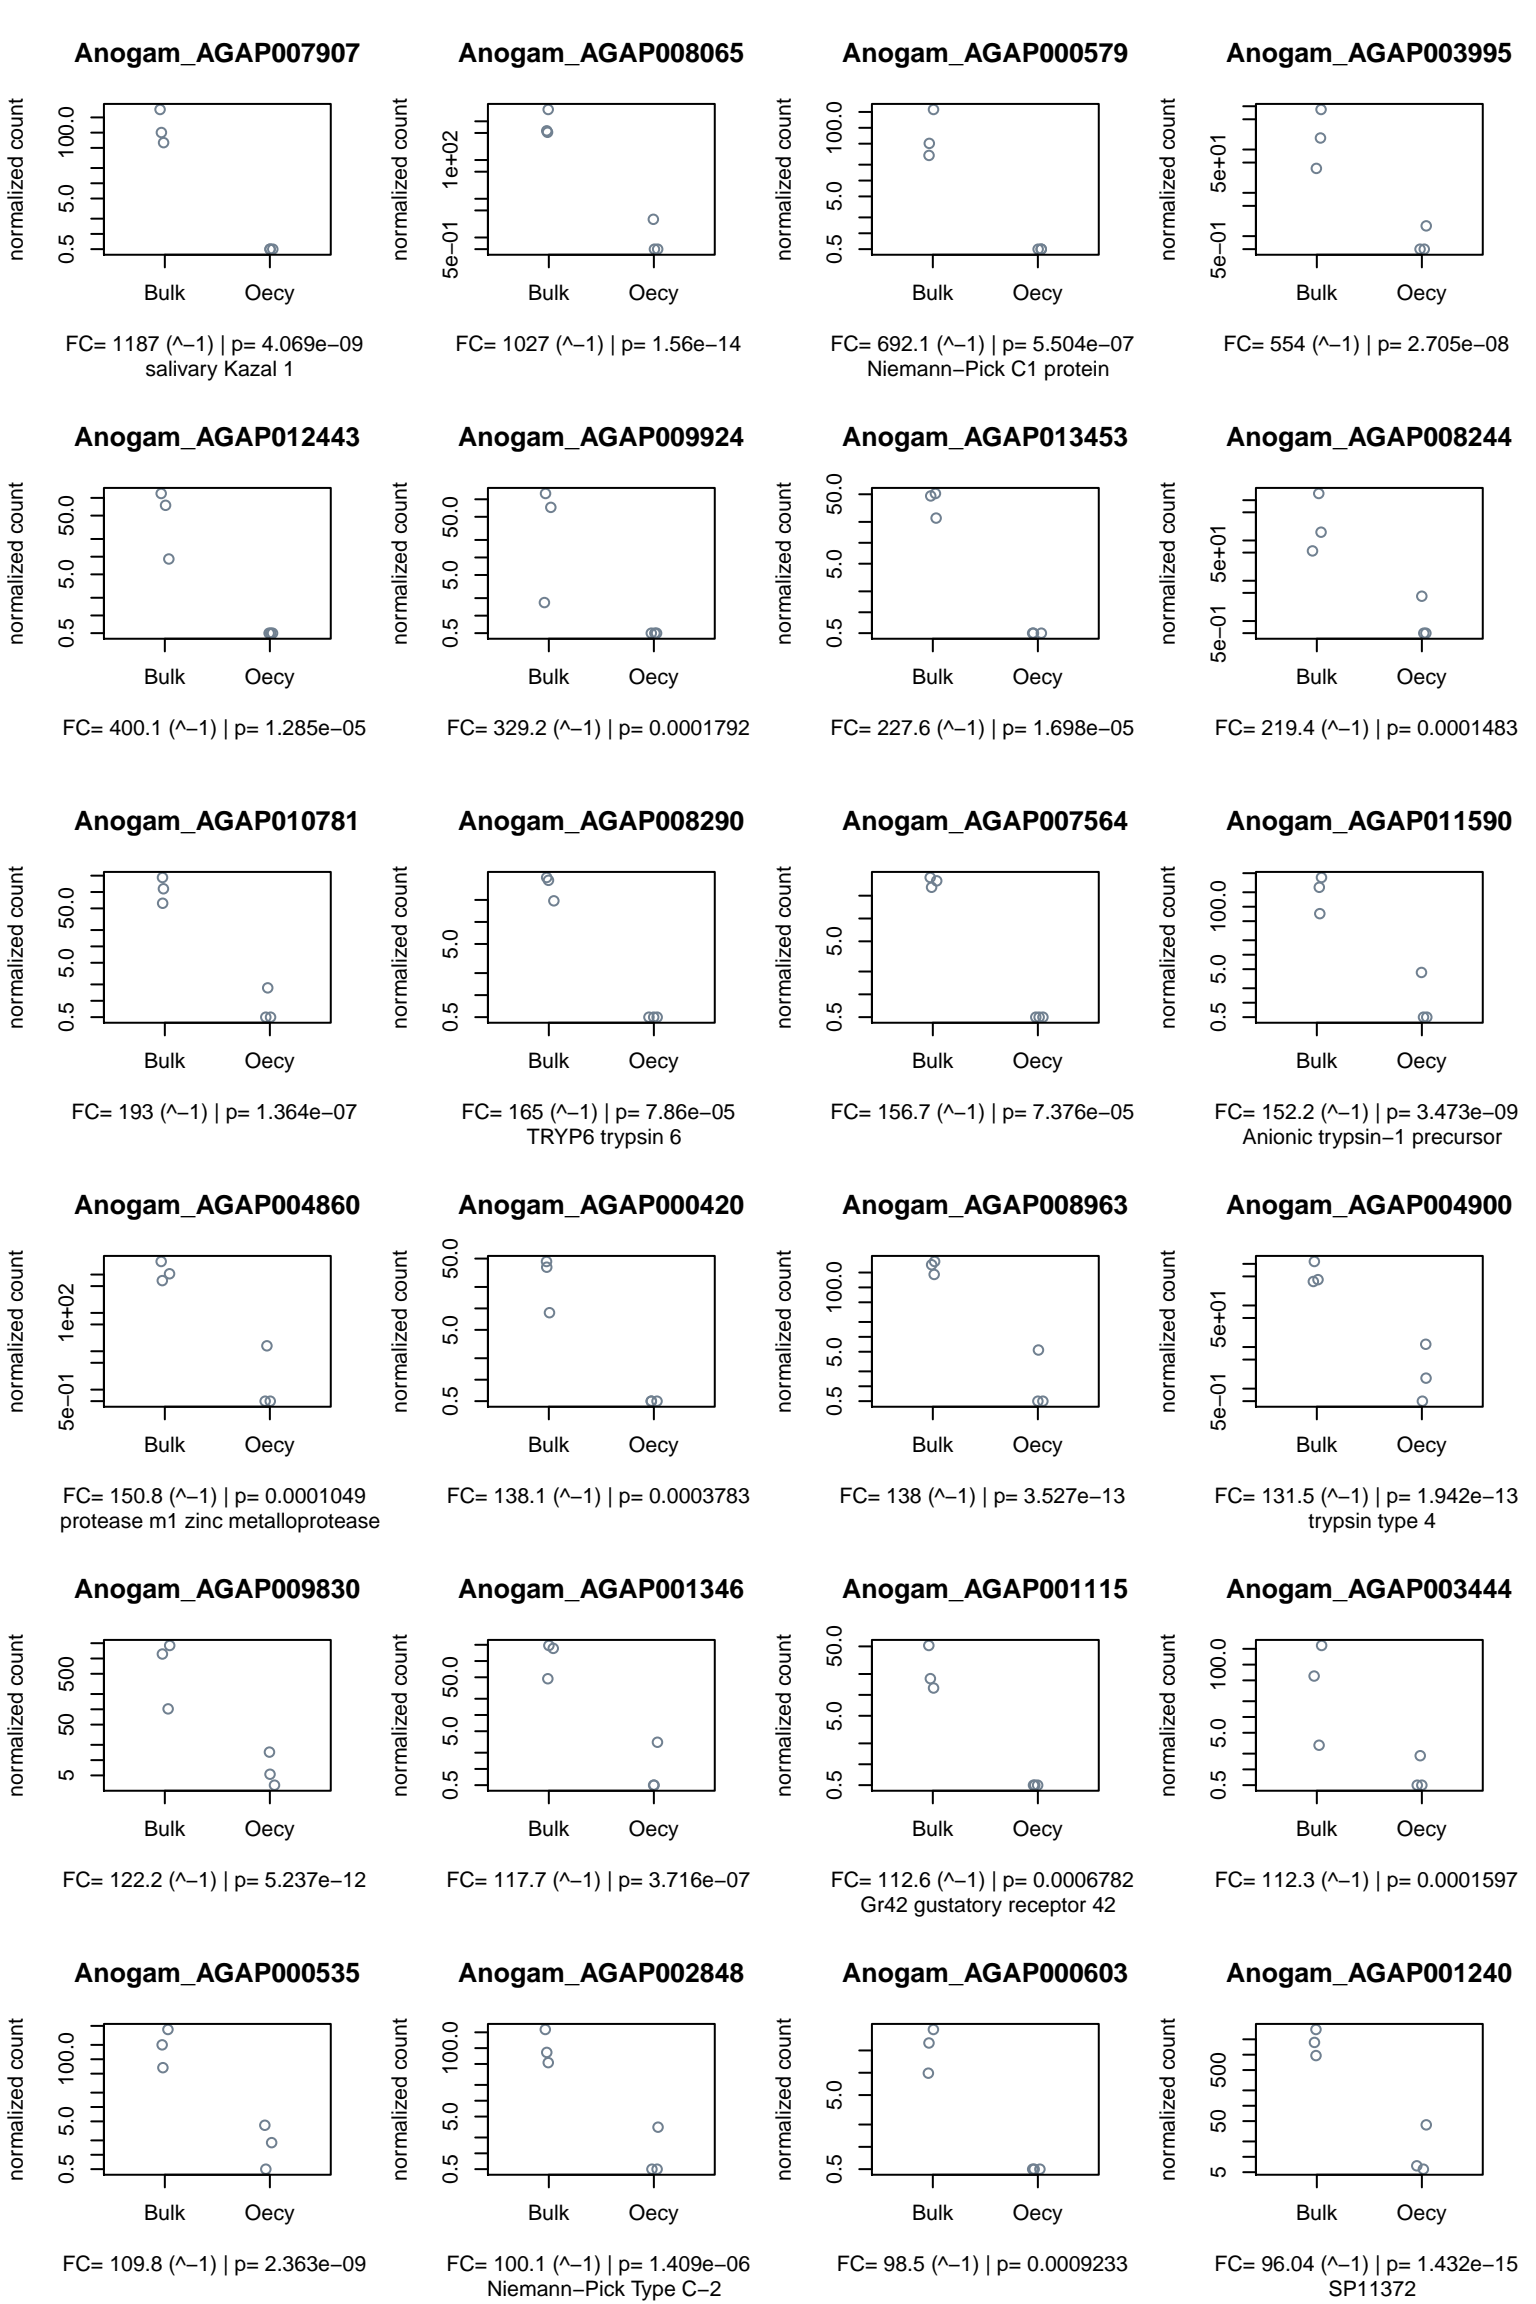 Anogam_AGAP007907 Anogam_AGAP008065 Anogam_AGAP000579 Anogam_AGAP003995
normalized count normalized count normalized count normalized count
0.5 5.0 100.0 5e−01 1e+02 0.5 5.0 100.0 5e−01 5e+01
Bulk Oecy Bulk Oecy Bulk Oecy Bulk Oecy
FC= 1187 (^−1) | p= 4.069e−09 FC= 1027 (^−1) | p= 1.56e−14 FC= 692.1 (^−1) | p= 5.504e−07 FC= 554 (^−1) | p= 2.705e−08
salivary Kazal 1 Niemann−Pick C1 protein
Anogam_AGAP012443 Anogam_AGAP009924 Anogam_AGAP013453 Anogam_AGAP008244
normalized count normalized count normalized count normalized count
0.5 5.0 50.0 0.5 5.0 50.0 0.5 5.0 50.0 5e−01 5e+01
Bulk Oecy Bulk Oecy Bulk Oecy Bulk Oecy
FC= 400.1 (^−1) | p= 1.285e−05 FC= 329.2 (^−1) | p= 0.0001792 FC= 227.6 (^−1) | p= 1.698e−05 FC= 219.4 (^−1) | p= 0.0001483
Anogam_AGAP010781 Anogam_AGAP008290 Anogam_AGAP007564 Anogam_AGAP011590
normalized count normalized count normalized count normalized count
0.5 5.0 50.0 0.5 5.0 0.5 5.0 0.5 5.0 100.0
Bulk Oecy Bulk Oecy Bulk Oecy Bulk Oecy
FC= 193 (^−1) | p= 1.364e−07 FC= 165 (^−1) | p= 7.86e−05 FC= 156.7 (^−1) | p= 7.376e−05 FC= 152.2 (^−1) | p= 3.473e−09
TRYP6 trypsin 6 Anionic trypsin−1 precursor
Anogam_AGAP004860 Anogam_AGAP000420 Anogam_AGAP008963 Anogam_AGAP004900
normalized count normalized count normalized count normalized count
5e−01 1e+02 0.5 5.0 50.0 0.5 5.0 100.0 5e−01 5e+01
Bulk Oecy Bulk Oecy Bulk Oecy Bulk Oecy
FC= 150.8 (^−1) | p= 0.0001049 FC= 138.1 (^−1) | p= 0.0003783 FC= 138 (^−1) | p= 3.527e−13 FC= 131.5 (^−1) | p= 1.942e−13
protease m1 zinc metalloprotease trypsin type 4
Anogam_AGAP009830 Anogam_AGAP001346 Anogam_AGAP001115 Anogam_AGAP003444
normalized count normalized count normalized count normalized count
5 50 500 0.5 5.0 50.0 0.5 5.0 50.0 0.5 5.0 100.0
Bulk Oecy Bulk Oecy Bulk Oecy Bulk Oecy
FC= 122.2 (^−1) | p= 5.237e−12 FC= 117.7 (^−1) | p= 3.716e−07 FC= 112.6 (^−1) | p= 0.0006782 FC= 112.3 (^−1) | p= 0.0001597
Gr42 gustatory receptor 42
Anogam_AGAP000535 Anogam_AGAP002848 Anogam_AGAP000603 Anogam_AGAP001240
normalized count normalized count normalized count normalized count
0.5 5.0 100.0 0.5 5.0 100.0 0.5 5.0 5 50 500
Bulk Oecy Bulk Oecy Bulk Oecy Bulk Oecy
FC= 109.8 (^−1) | p= 2.363e−09 FC= 100.1 (^−1) | p= 1.409e−06 FC= 98.5 (^−1) | p= 0.0009233 FC= 96.04 (^−1) | p= 1.432e−15
Niemann−Pick Type C−2 SP11372